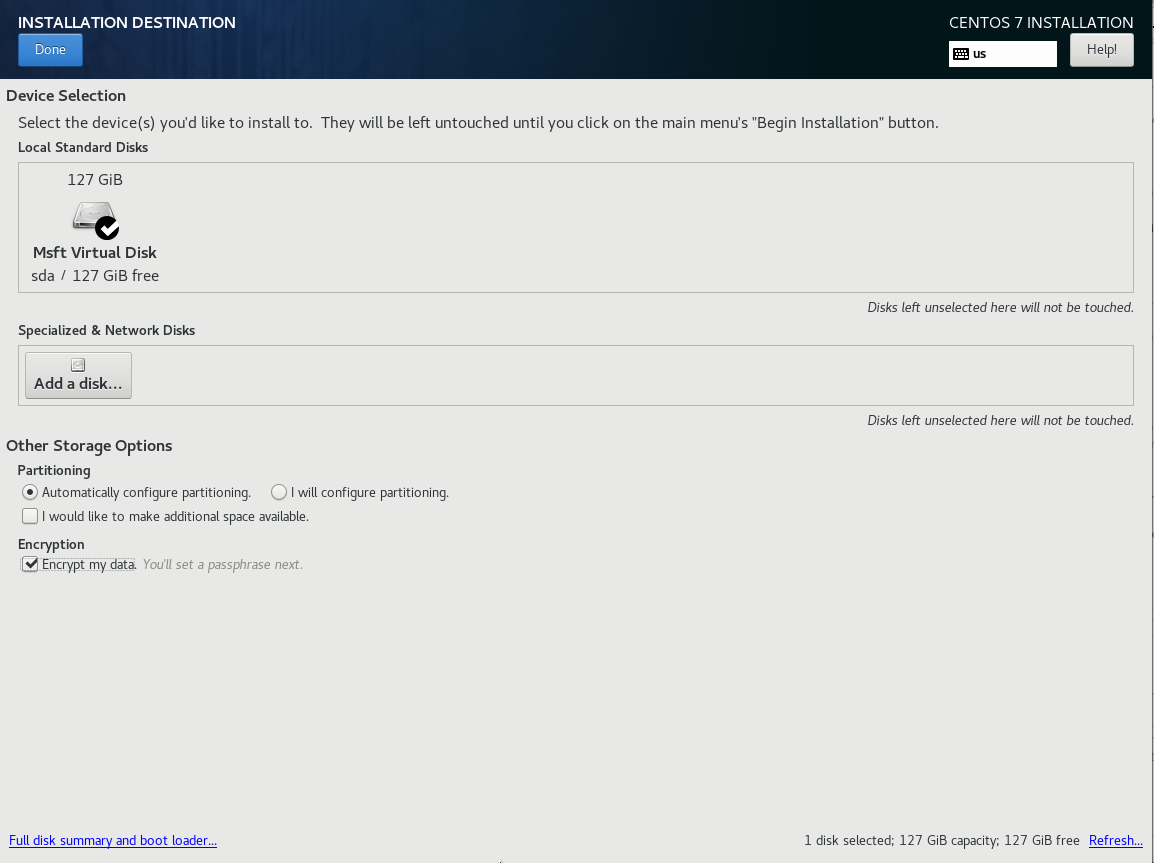 INSTALLATION DESTINATION
CENTOS 7 INSTALLATION
Done
us
Help!
Device Selection
Select the device(s) you'd like to install to.  They will be left untouched until you click on the main menu's "Begin Installation" button.
Local Standard Disks
127 GiB
Msft Virtual Disk
sda / 127 GiB free
Disks left unselected here will not be touched.
Specialized & Network Disks
Add a disk...
Disks left unselected here will not be touched.
Other Storage Options
Partitioning
Automatically configure partitioning. I will configure partitioning.
I would like to make additional space available.
Encryption
Encrypt my data. You'll set a passphrase next.
Full disk summary and boot loader... 1 disk selected; 127 GiB capacity; 127 GiB free Refresh...